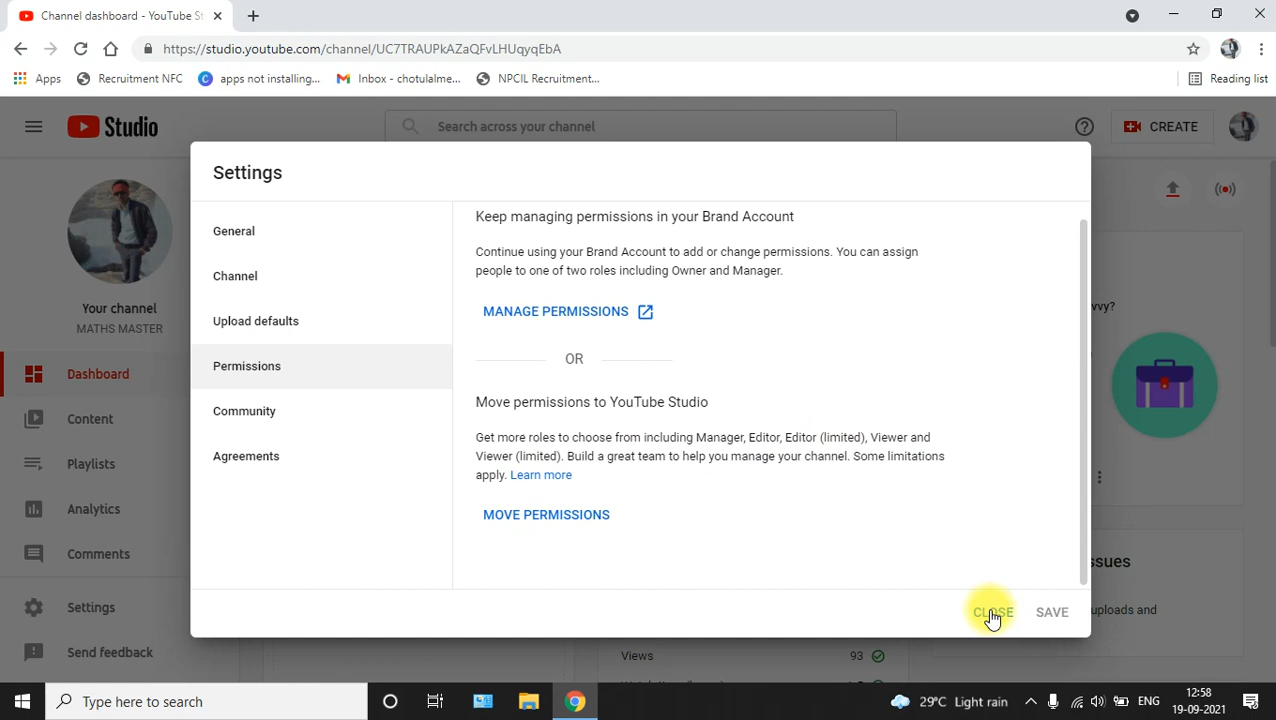 Channel dashboard - YouTube St
https://studio.youtube.com/channel/UC7TRAUPkAZaQFvLHUqyqEbA
Apps
Recruitment NFC
apps not installing...
Inbox - chotulalme...
NPCIL Recruitment...
Reading list
Studio
Search across your channel
CREATE
Settings
General
Channel
Upload defaults
Permissions
Community
Agreements
Keep managing permissions in your Brand Account
Continue using your Brand Account to add or change permissions. You can assign
people to one of two roles including Owner and Manager.
MANAGE PERMISSIONS
OR
Move permissions to YouTube Studio
Get more roles to choose from including Manager, Editor, Editor (limited), Viewer and
Viewer (limited). Build a great team to help you manage your channel. Some limitations
apply. Learn more
MOVE PERMISSIONS
CLOSE
SAVE
Your channel
MATHS MASTER
Dashboard
Content
Playlists
Analytics
Comments
Settings
Send feedback
vvy?
ssues
uploads and
Views
93
Type here to search
29°C Light rain
ENG
12:58
19-09-2021